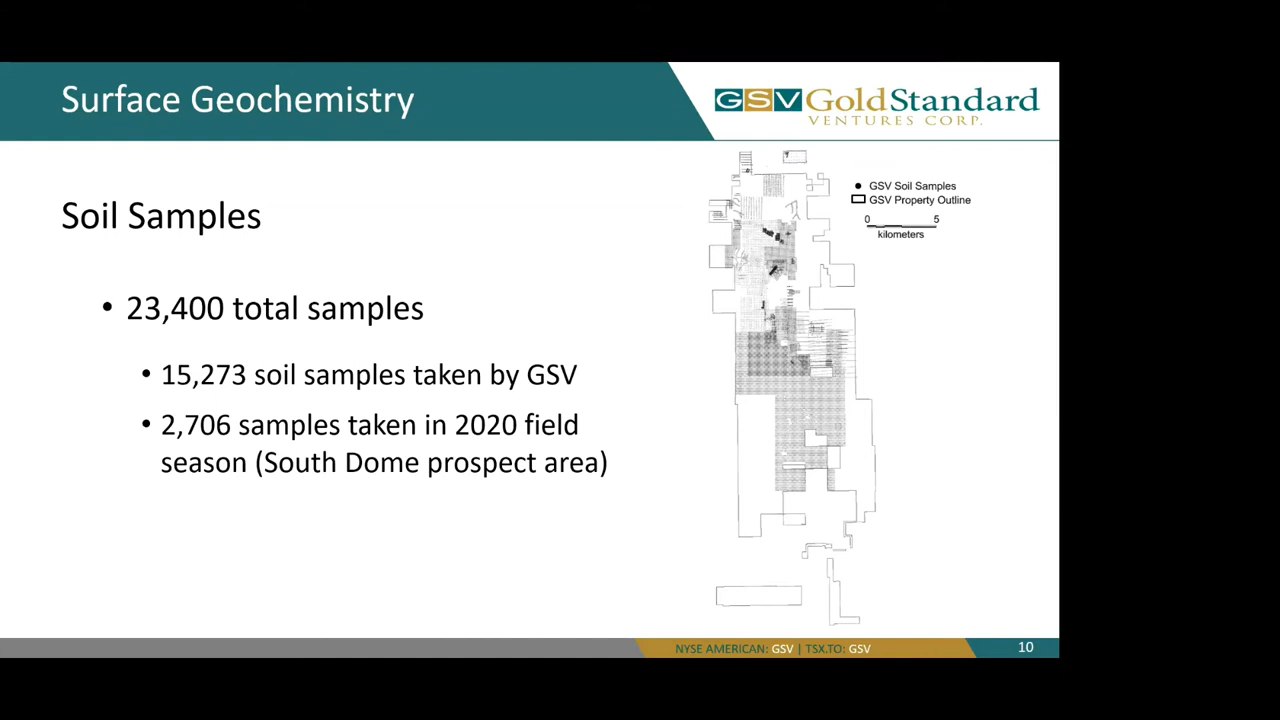 Surface Geochemistry
GSV GoldStandard
VENTURES CORP.
Soil Samples
• 23,400 total samples
• 15,273 soil samples taken by GSV
• 2,706 samples taken in 2020 field
season (South Dome prospect area)
GSV Soil Samples
GSV Property Outline
0 5
kilometers
NYSE AMERICAN: GSV | TSX.TO: GSV
10